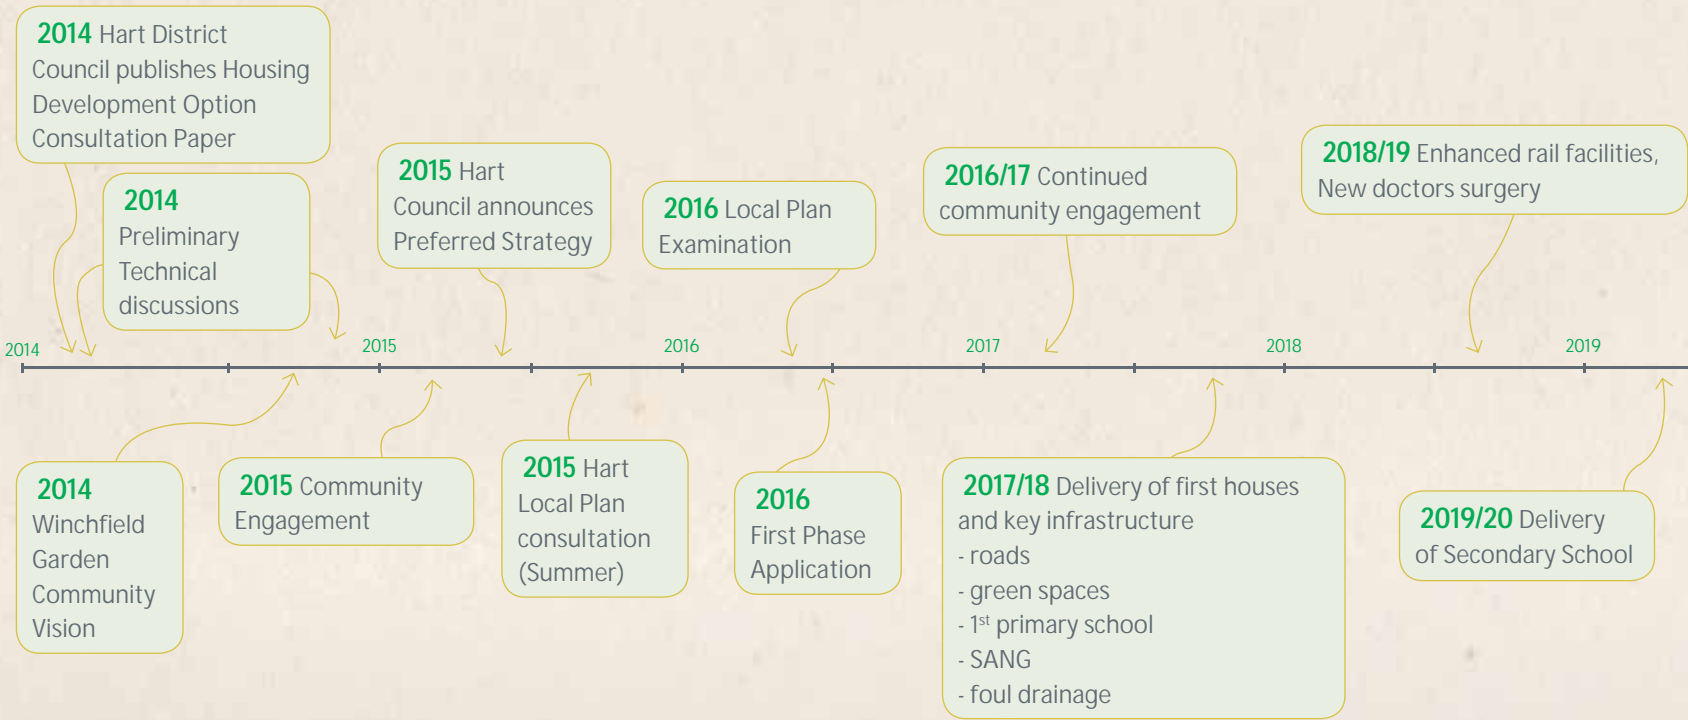 2014 Hart District
Council publishes Housing
Development Option
Consultation Paper
2014
Preliminary
Technical
discussions
2015 Hart
Council announces
Preferred Strategy
2016 Local Plan
Examination
2016/17 Continued
community engagement
2018/19 Enhanced rail facilities,
New doctors surgery
2014
2015
2016
2017
2018
2019
2014
Winchfield
Garden
Community
Vision
2015 Community
Engagement
2015 Hart
Local Plan
consultation
(Summer)
2016
First Phase
Application
2017/18 Delivery of first houses
and key infrastructure
- roads
- green spaces
- 1st primary school
- SANG
- foul drainage
2019/20 Delivery
of Secondary School